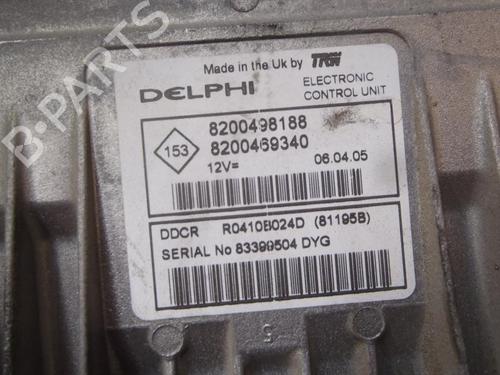 Made in the Uk by TRW
DELPHI
ELECTRONIC
CONTROL UNIT
153
8200498188
8200469340
12V= 06.04.05
DDCR R0410B024D (81195B)
SERIAL No 83399504 DYG
5
B-PARTS